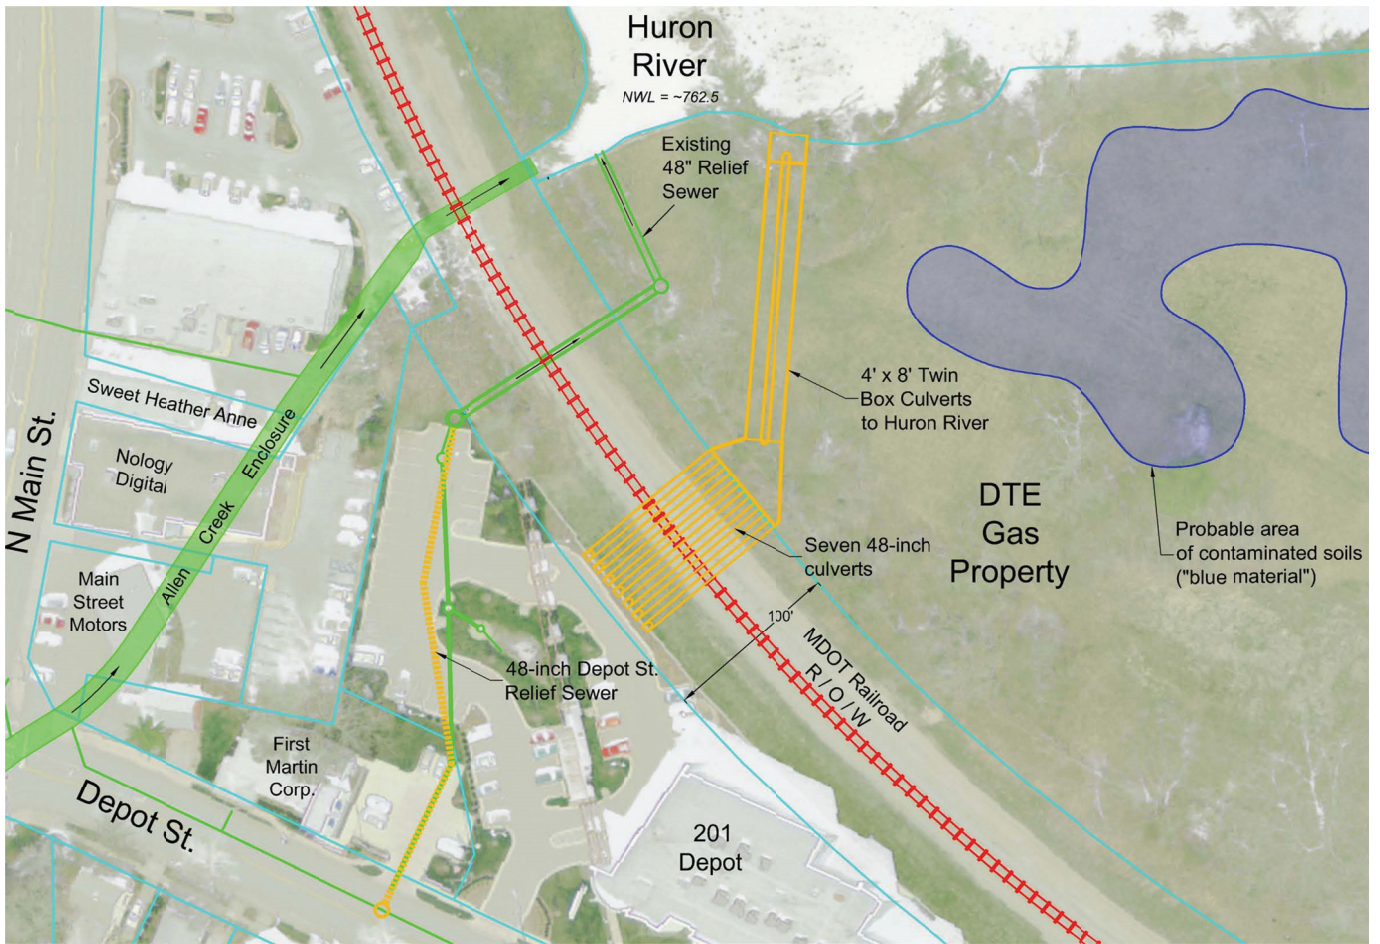 Huron
River
NWL = ~762.5
Existing
48" Relief
Sewer
4' x 8' Twin
Box Culverts
to Huron River
Sweet Heather Anne
Nology
Digital
N Main St.
Allen Creek Enclosure
DTE
Gas
Property
Probable area
of contaminated soils
("blue material")
Seven 48-inch
culverts
100'
Main
Street
Motors
MDOT Railroad
R / O / W
48-inch Depot St.
Relief Sewer
First
Martin
Corp.
Depot St.
201
Depot